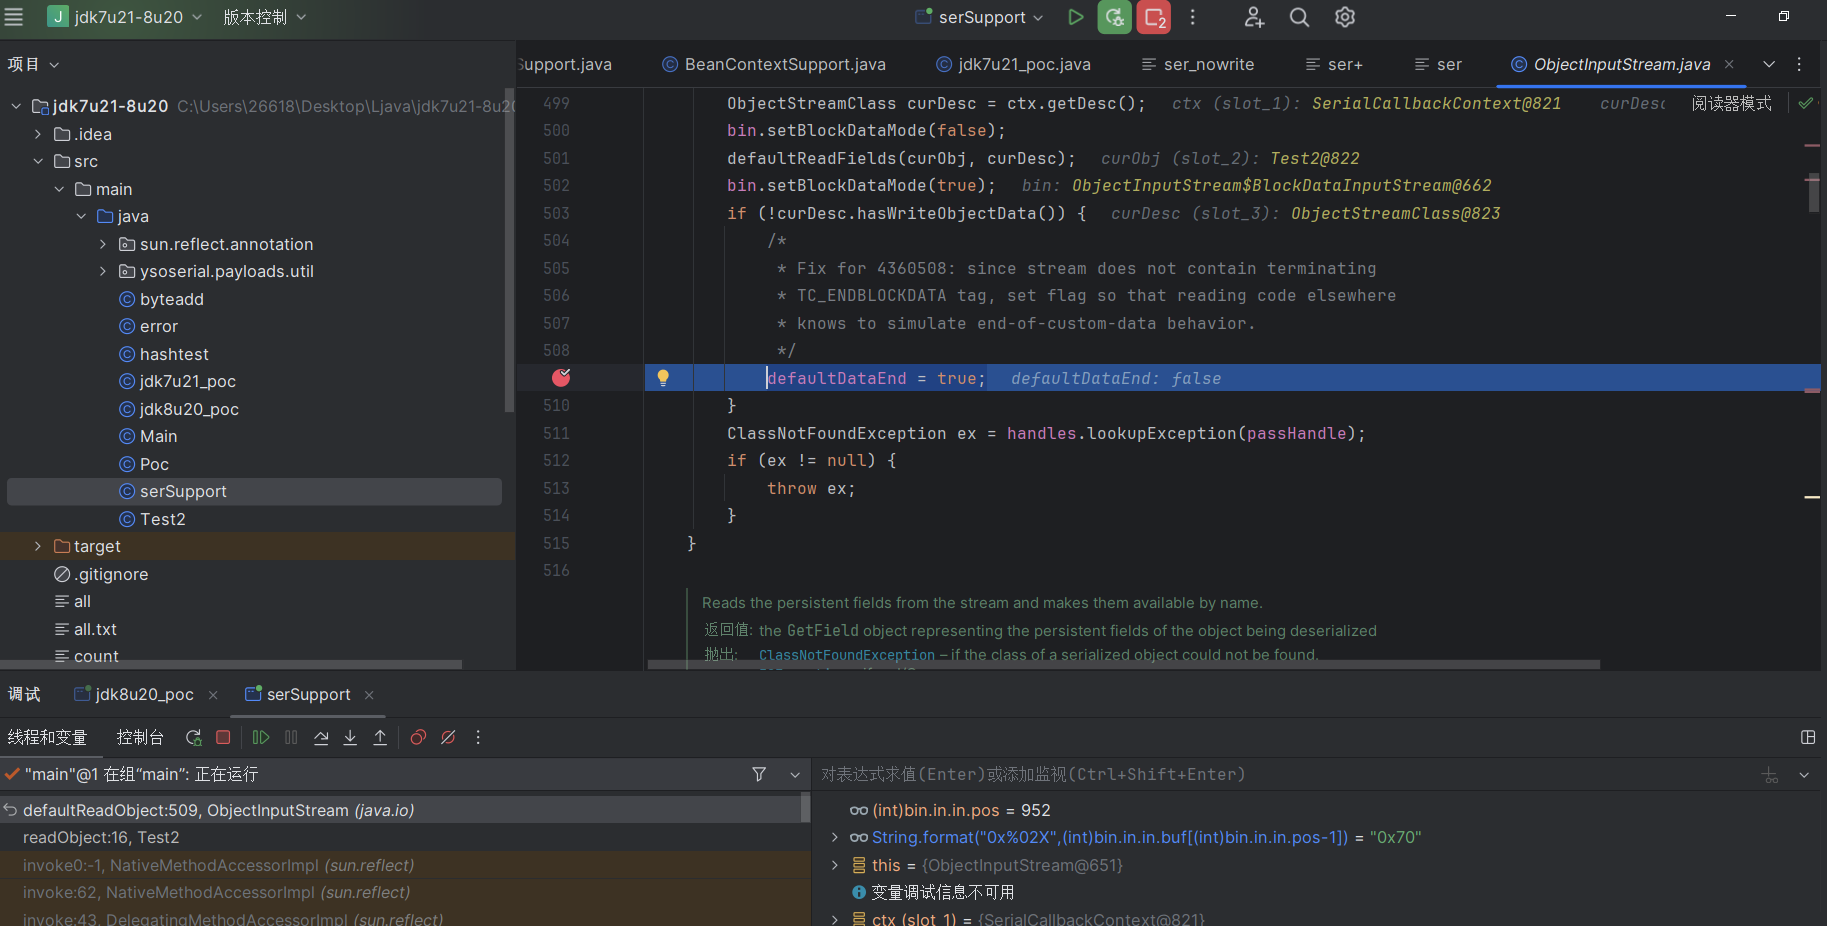 jdk7u21-8u20 版本控制 serSupport 2
项目 Support.java BeanContextSupport.java jdk7u21_poc.java ser_nowrite ser+ ser ObjectInputStream.java
jdk7u21-8u20 C:\Users\26618\Desktop\Ljava\jdk7u21-8u20
.idea
src
main
java
sun.reflect.annotation
ysoserial.payloads.util
byteadd
error
hashtest
jdk7u21_poc
jdk8u20_poc
Main
Poc
serSupport
Test2
target
.gitignore
all
all.txt
count
499 ObjectStreamClass curDesc = ctx.getDesc(); ctx (slot_1): SerialCallbackContext@821 curDesc 阅读器模式
500 bin.setBlockDataMode(false);
501 defaultReadFields(curObj, curDesc); curObj (slot_2): Test2@822
502 bin.setBlockDataMode(true); bin: ObjectInputStream$BlockDataInputStream@662
503 if (!curDesc.hasWriteObjectData()) { curDesc (slot_3): ObjectStreamClass@823
504 /*
505 * Fix for 4360508: since stream does not contain terminating
506 * TC_ENDBLOCKDATA tag, set flag so that reading code elsewhere
507 * knows to simulate end-of-custom-data behavior.
508 */
defaultDataEnd = true; defaultDataEnd: false
510 }
511 ClassNotFoundException ex = handles.lookupException(passHandle);
512 if (ex != null) {
513 throw ex;
514 }
515 }
516
Reads the persistent fields from the stream and makes them available by name.
返回值: the GetField object representing the persistent fields of the object being deserialized
抛出: ClassNotFoundException – if the class of a serialized object could not be found.
调试 jdk8u20_poc serSupport
线程和变量 控制台
"main"@1 在组“main”: 正在运行
defaultReadObject:509, ObjectInputStream (java.io)
readObject:16, Test2
invoke0:-1, NativeMethodAccessorImpl (sun.reflect)
invoke:62, NativeMethodAccessorImpl (sun.reflect)
invoke:43, DelegatingMethodAccessorImpl (sun.reflect)
对表达式求值(Enter)或添加监视(Ctrl+Shift+Enter)
(int)bin.in.in.pos = 952
String.format("0x%02X",(int)bin.in.in.buf[(int)bin.in.in.pos-1]) = "0x70"
this = {ObjectInputStream@651}
变量调试信息不可用
ctx (slot_1) = {SerialCallbackContext@821}